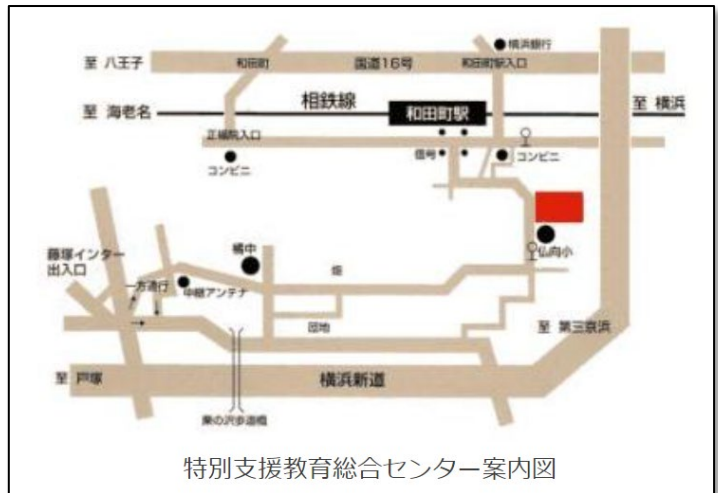 横浜銀行
至 八王子
和田町
国道16号
和田町駅入口
至 海老名
相鉄線
和田町駅
至 横浜
正福院入口
信号
コンビニ
コンビニ
仏向小
藤塚インター
出入口
橘中
畑
一方通行
中継アンテナ
団地
至 第三京浜
至 戸塚
横浜新道
栗の沢歩道橋
特別支援教育総合センター案内図